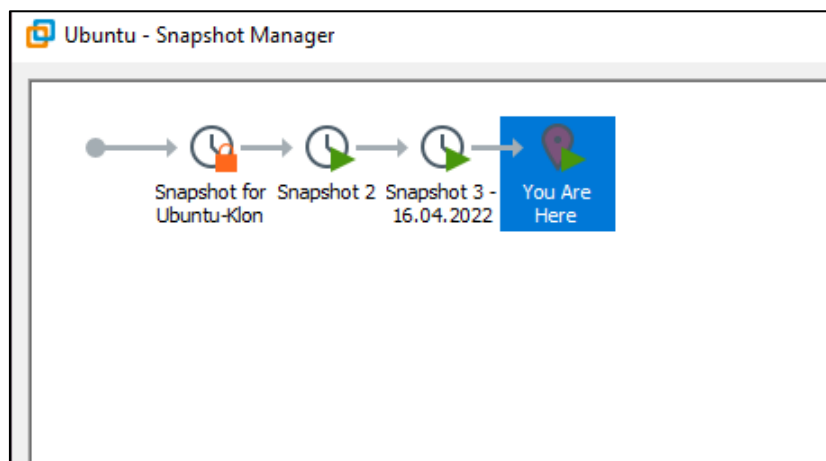 Ubuntu - Snapshot Manager
Snapshot for
Ubuntu-Klon
Snapshot 2
Snapshot 3 -
16.04.2022
You Are
Here